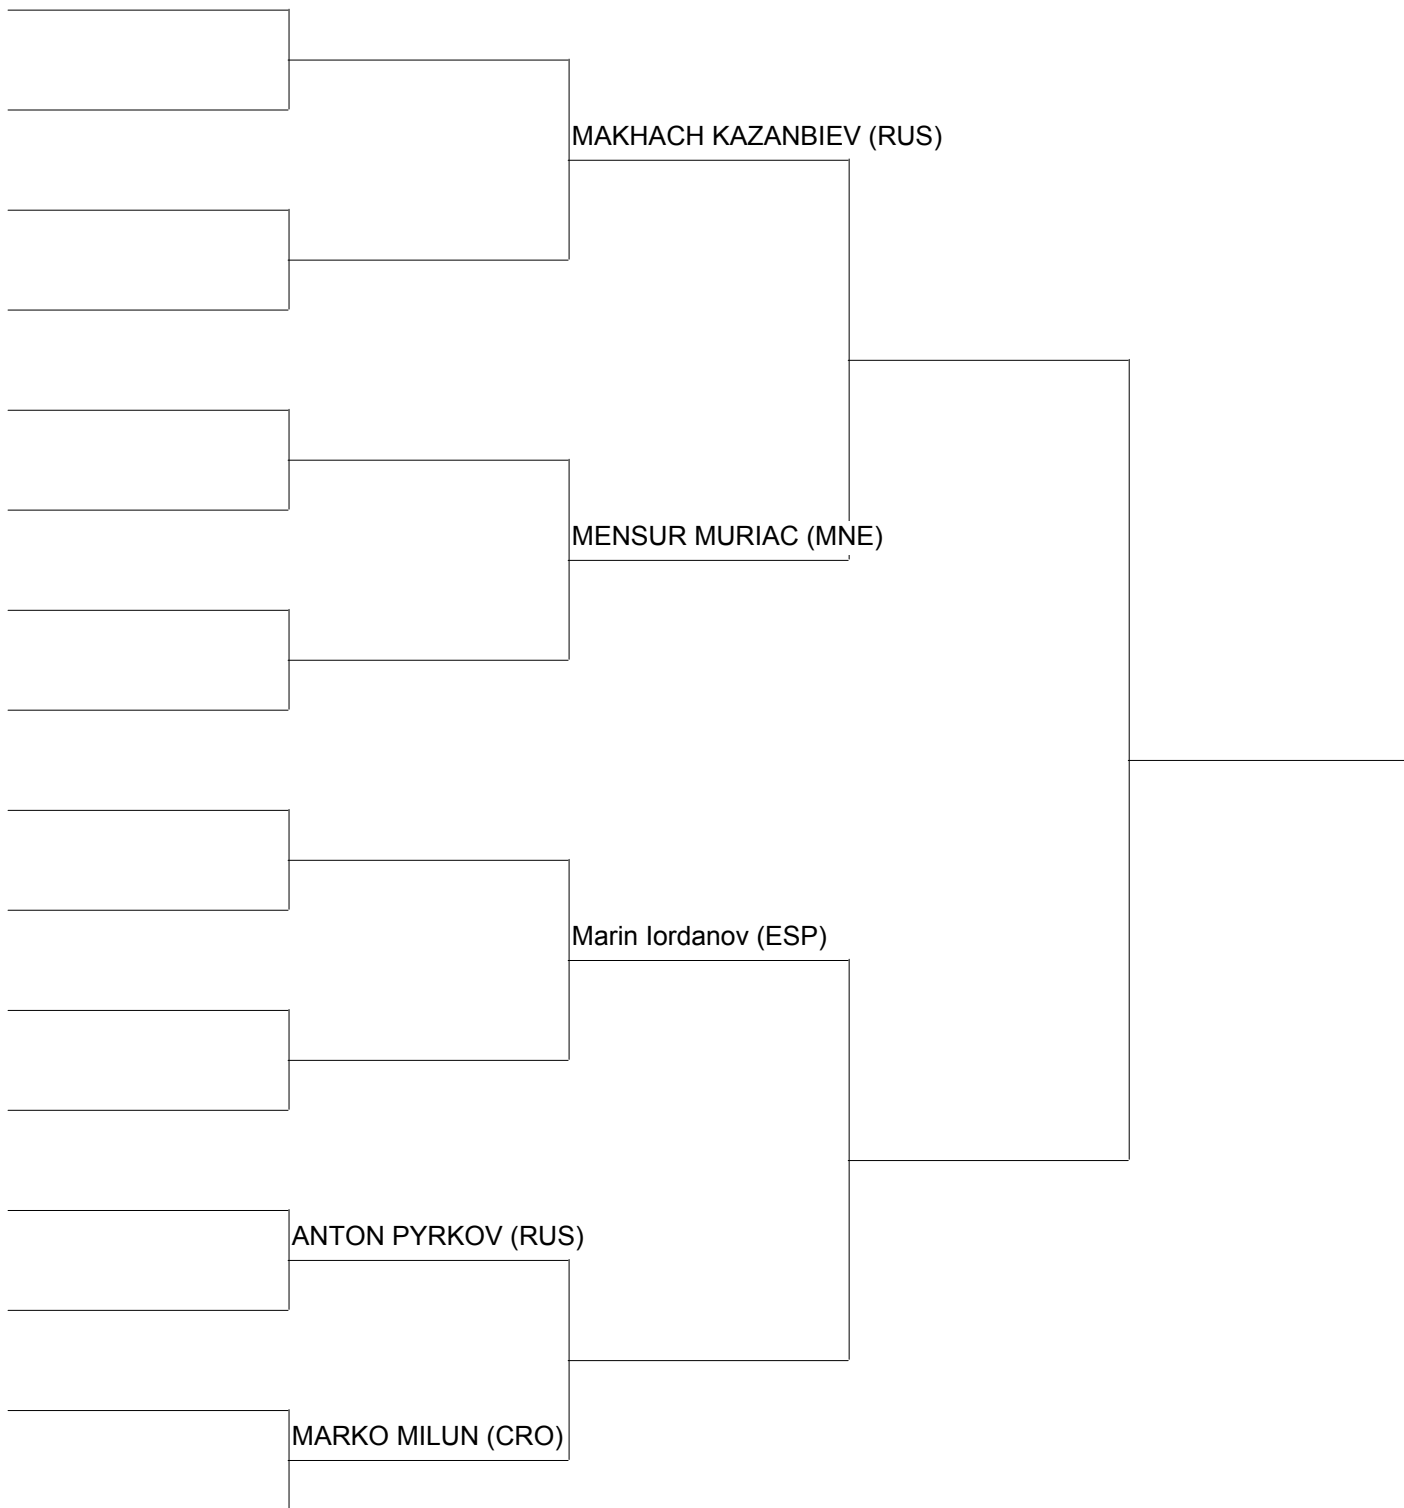 MAKHACH KAZANBIEV (RUS)
MENSUR MURIAC (MNE)
Marin Iordanov (ESP)
ANTON PYRKOV (RUS)
MARKO MILUN (CRO)